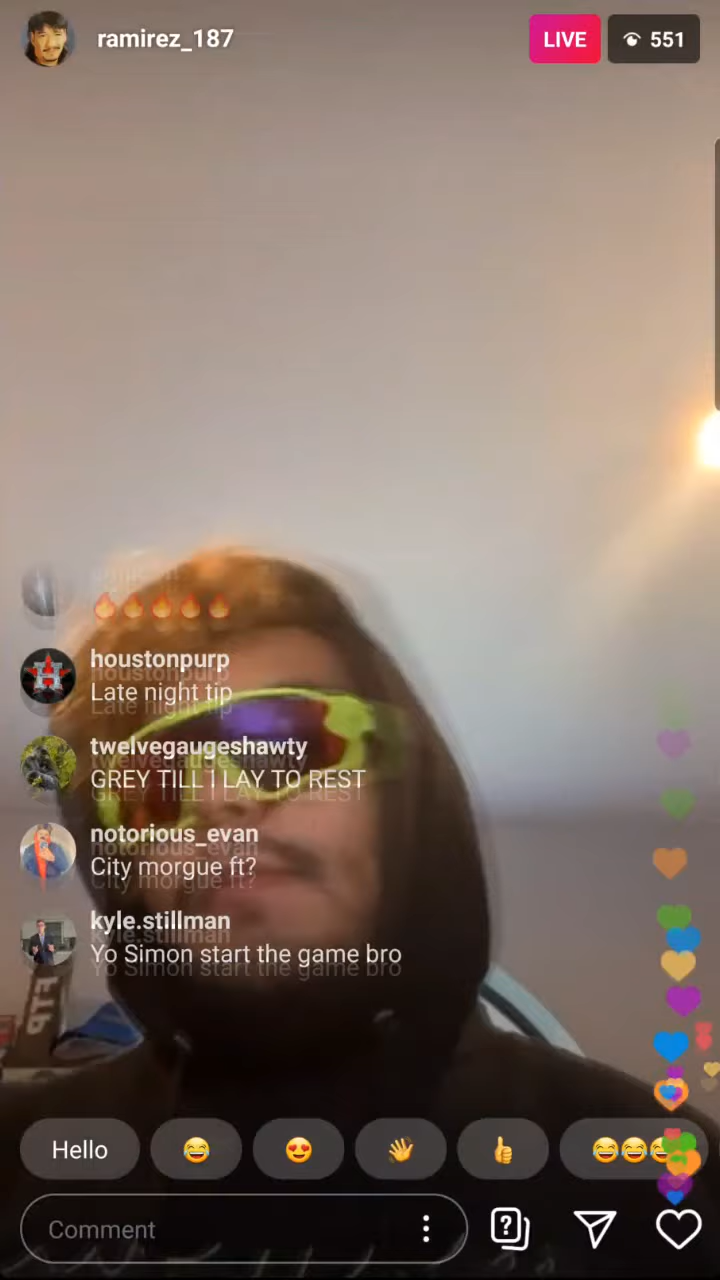 ramirez_187
LIVE
551
🔥🔥🔥🔥🔥
houstonpurp
Late night tip
twelvegaugeshawty
GREY TILL I LAY TO REST
notorious_evan
City morgue ft?
kyle.stillman
Yo Simon start the game bro
FTP
Hello
😂
😍
👋
👍
😂😂😂
Comment